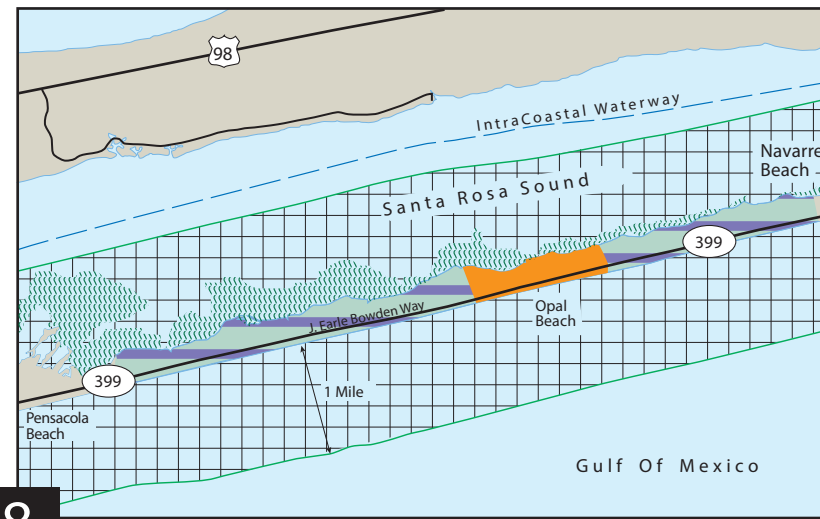 98
IntraCoastal Waterway
Navarre
Beach
Santa Rosa Sound
399
J. Earle Bowden Way
Opal
Beach
399
1 Mile
Pensacola
Beach
Gulf Of Mexico